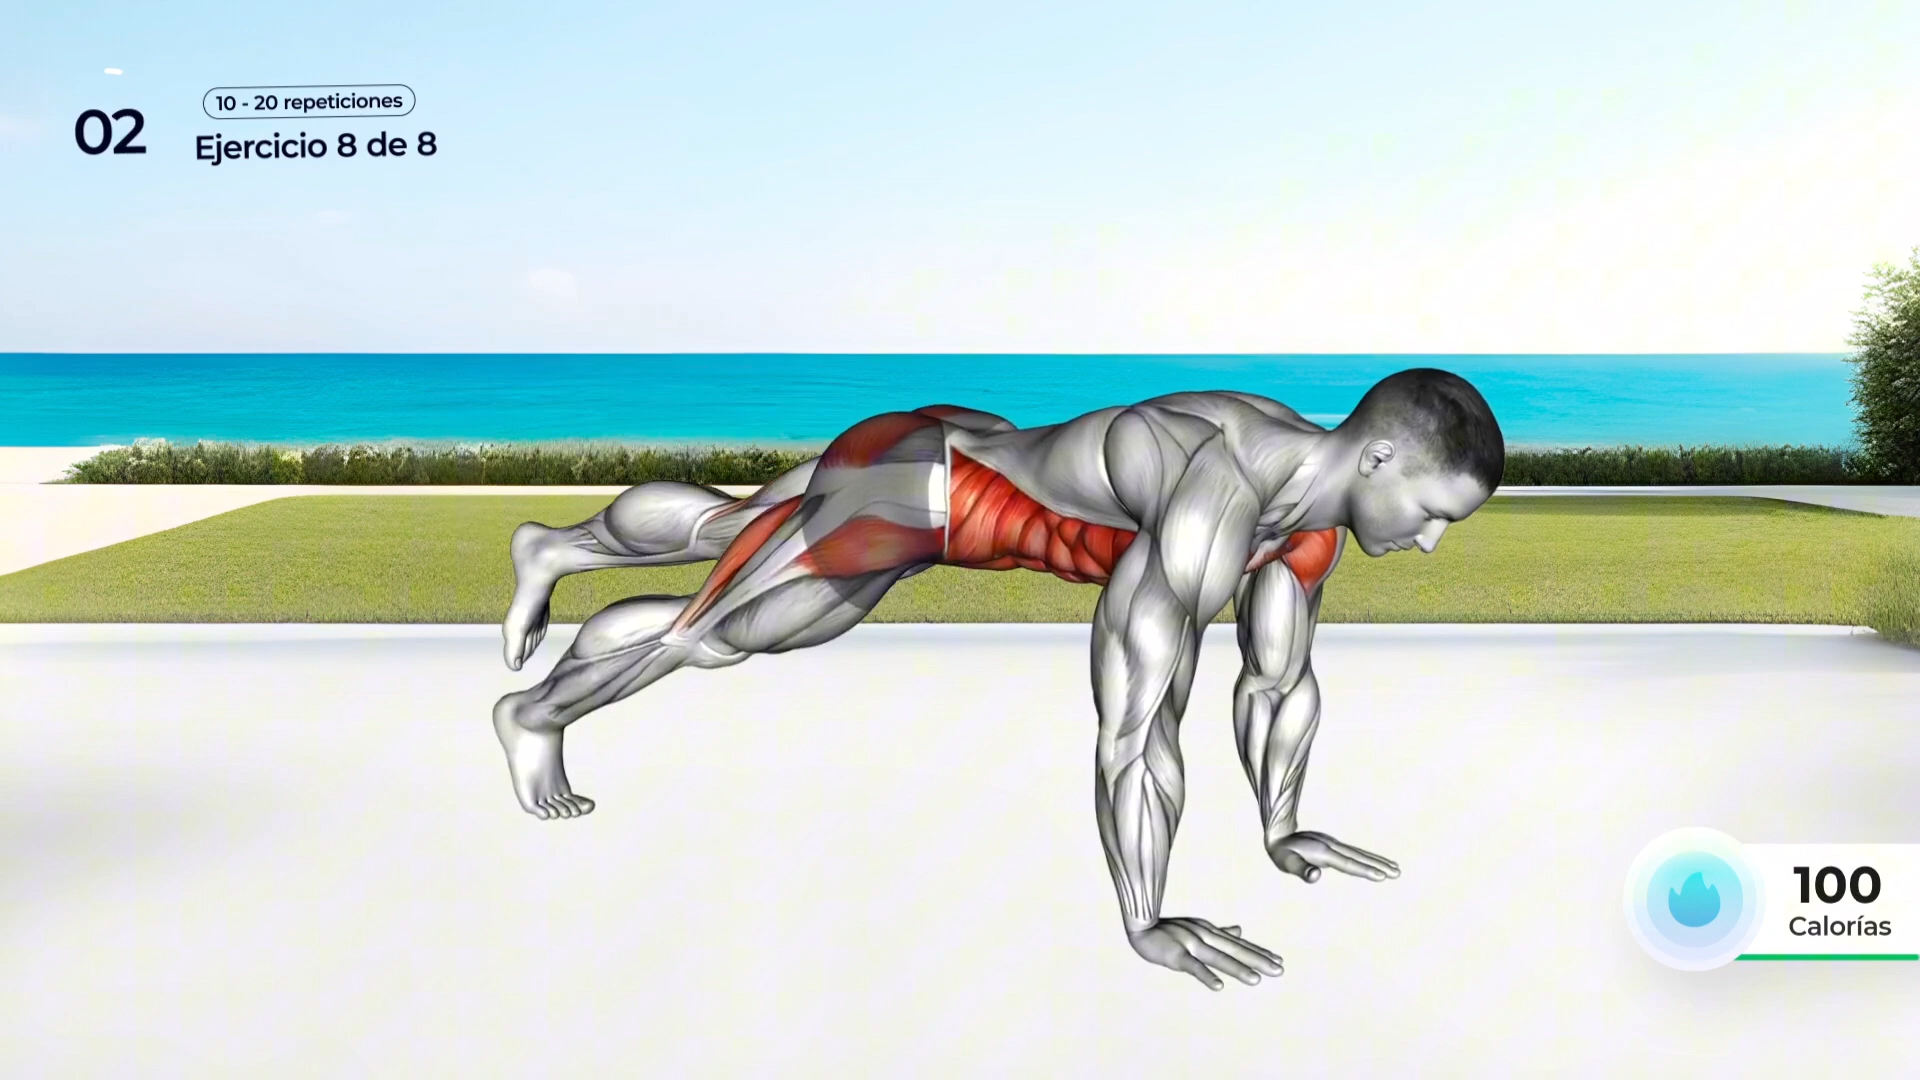 02
10 - 20 repeticiones
Ejercicio 8 de 8
100
Calorías